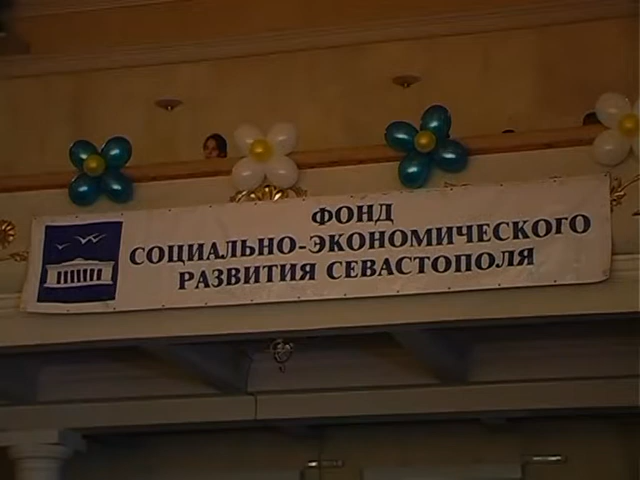 ФОНД
СОЦИАЛЬНО-ЭКОНОМИЧЕСКОГО
РАЗВИТИЯ СЕВАСТОПОЛЯ